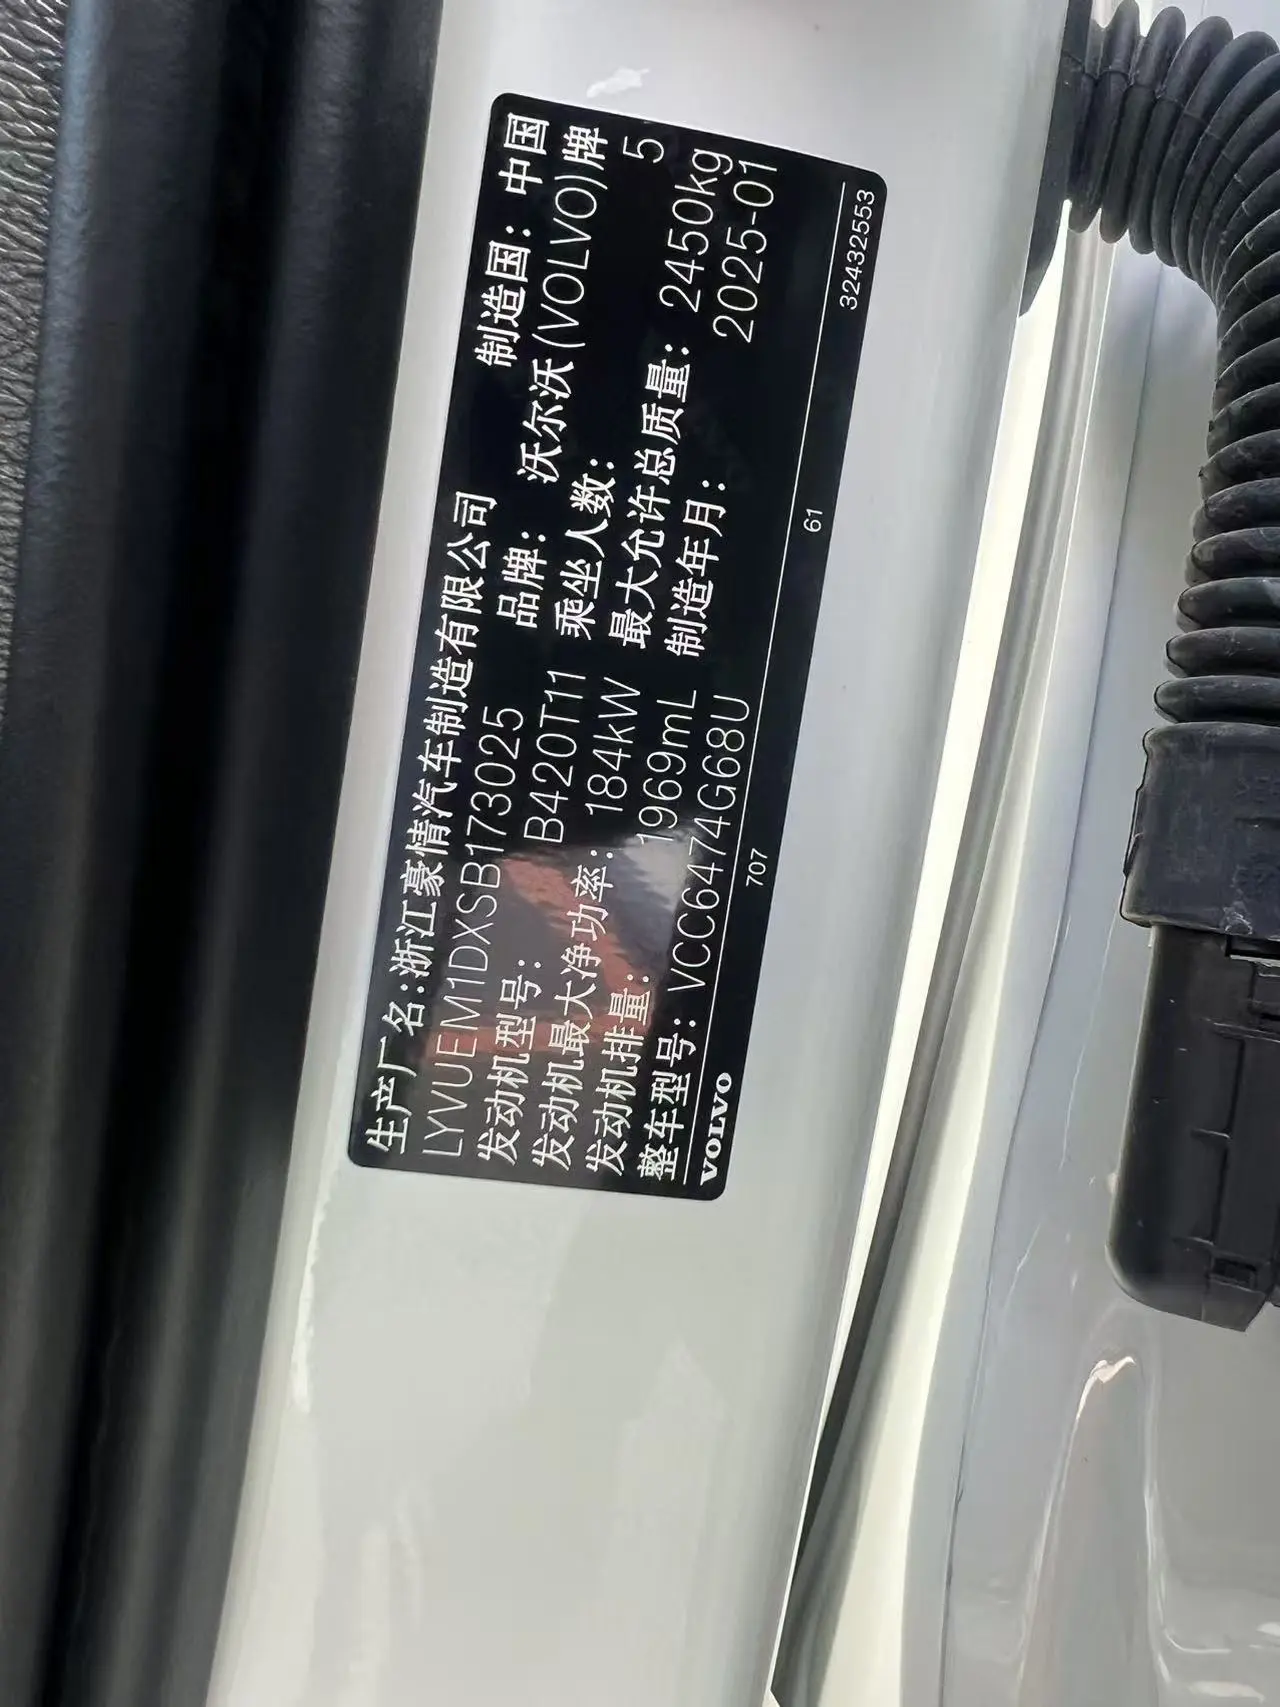 生产厂名:浙江豪情汽车制造有限公司 制造国:中国
LYVUEM1DXSB173025 品牌:沃尔沃(VOLVO)牌
发动机型号: B420T11 乘坐人数: 5
发动机最大净功率: 184kW 最大允许总质量: 2450kg
发动机排量: 1969mL 制造年月: 2025-01
整车型号: VCC6474G68U
VOLVO 707 61 32432553